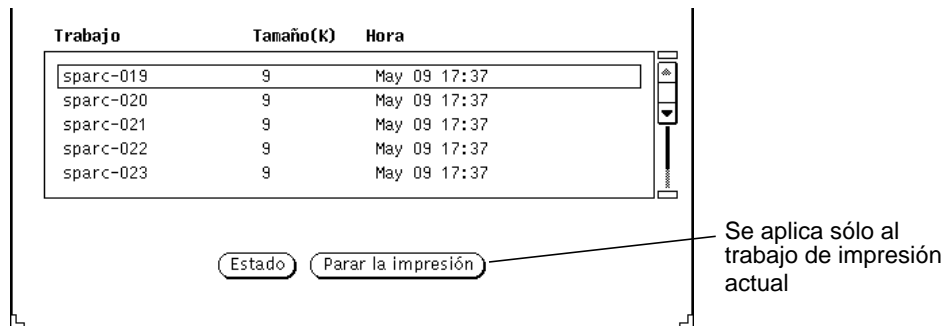 Trabajo Tamaño(K) Hora
sparc-019 9 May 09 17:37
sparc-020 9 May 09 17:37
sparc-021 9 May 09 17:37
sparc-022 9 May 09 17:37
sparc-023 9 May 09 17:37
Estado Parar la impresión
Se aplica sólo al
trabajo de impresión
actual